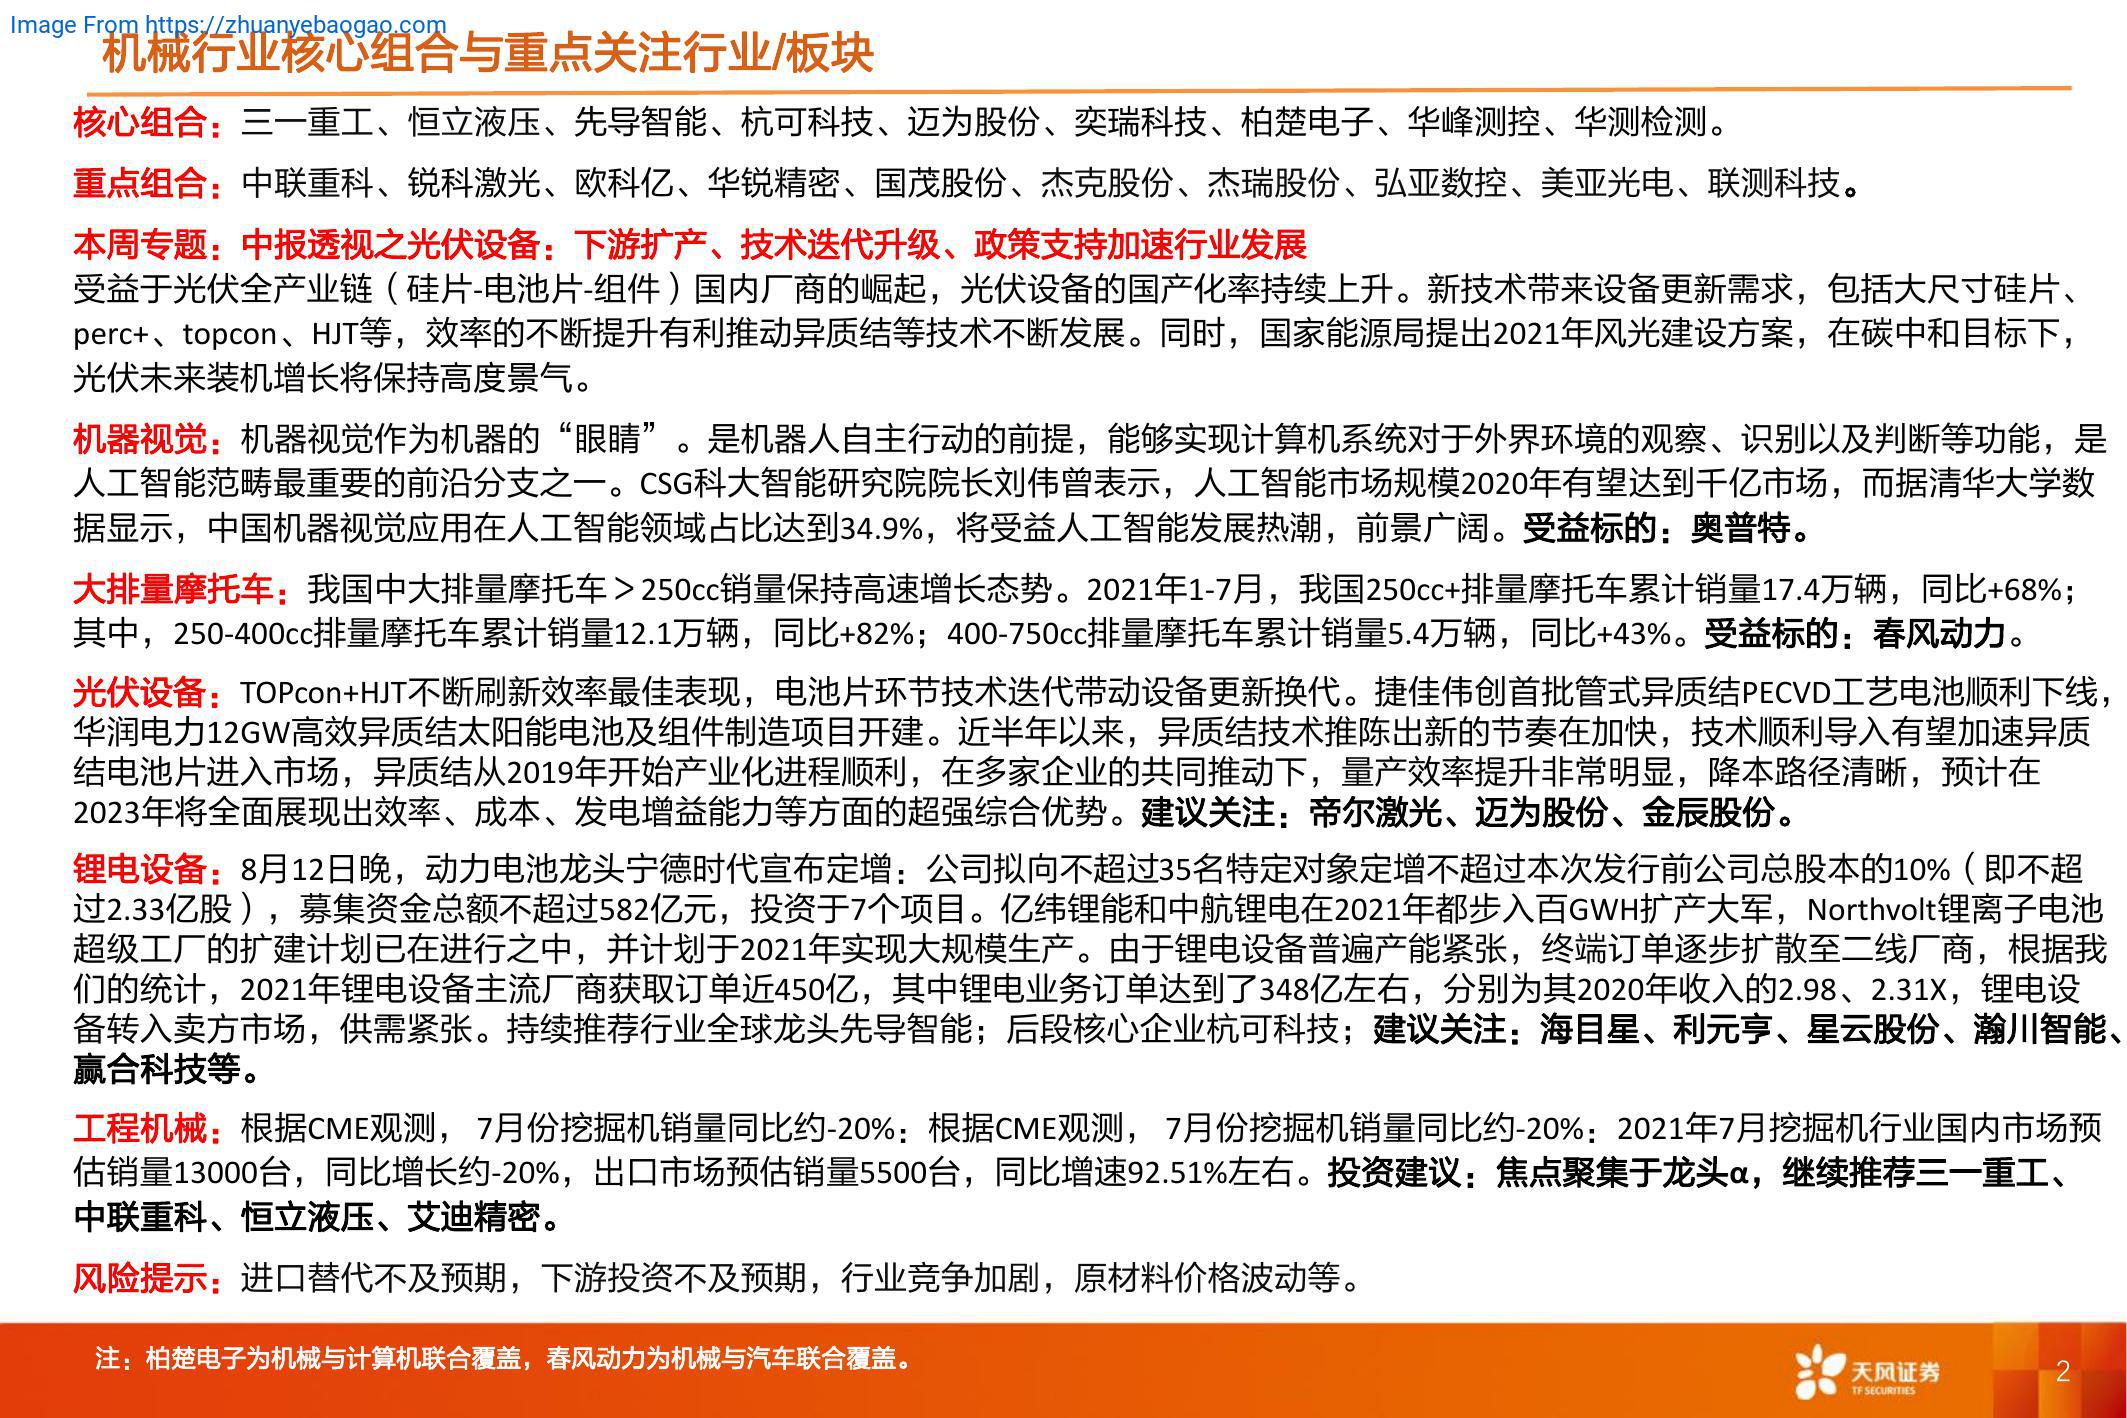 Image From https://zhuanyebaogao.com
机械行业核心组合与重点关注行业/板块
核心组合：三一重工、恒立液压、先导智能、杭可科技、迈为股份、奕瑞科技、柏楚电子、华峰测控、华测检测。
重点组合：中联重科、锐科激光、欧科亿、华锐精密、国茂股份、杰克股份、杰瑞股份、弘亚数控、美亚光电、联测科技。
本周专题：中报透视之光伏设备：下游扩产、技术迭代升级、政策支持加速行业发展
受益于光伏全产业链（硅片-电池片-组件）国内厂商的崛起，光伏设备的国产化率持续上升。新技术带来设备更新需求，包括大尺寸硅片、
perc+、topcon、HJT等，效率的不断提升有利推动异质结等技术不断发展。同时，国家能源局提出2021年风光建设方案，在碳中和目标下，
光伏未来装机增长将保持高度景气。
机器视觉：机器视觉作为机器的“眼睛”。是机器人自主行动的前提，能够实现计算机系统对于外界环境的观察、识别以及判断等功能，是
人工智能范畴最重要的前沿分支之一。CSG科大智能研究院院长刘伟曾表示，人工智能市场规模2020年有望达到千亿市场，而据清华大学数
据显示，中国机器视觉应用在人工智能领域占比达到34.9%，将受益人工智能发展热潮，前景广阔。受益标的：奥普特。
大排量摩托车：我国中大排量摩托车＞250cc销量保持高速增长态势。2021年1-7月，我国250cc+排量摩托车累计销量17.4万辆，同比+68%；
其中，250-400cc排量摩托车累计销量12.1万辆，同比+82%；400-750cc排量摩托车累计销量5.4万辆，同比+43%。受益标的：春风动力。
光伏设备：TOPcon+HJT不断刷新效率最佳表现，电池片环节技术迭代带动设备更新换代。捷佳伟创首批管式异质结PECVD工艺电池顺利下线，
华润电力12GW高效异质结太阳能电池及组件制造项目开建。近半年以来，异质结技术推陈出新的节奏在加快，技术顺利导入有望加速异质
结电池片进入市场，异质结从2019年开始产业化进程顺利，在多家企业的共同推动下，量产效率提升非常明显，降本路径清晰，预计在
2023年将全面展现出效率、成本、发电增益能力等方面的超强综合优势。建议关注：帝尔激光、迈为股份、金辰股份。
锂电设备：8月12日晚，动力电池龙头宁德时代宣布定增：公司拟向不超过35名特定对象定增不超过本次发行前公司总股本的10%（即不超
过2.33亿股），募集资金总额不超过582亿元，投资于7个项目。亿纬锂能和中航锂电在2021年都步入百GWH扩产大军，Northvolt锂离子电池
超级工厂的扩建计划已在进行之中，并计划于2021年实现大规模生产。由于锂电设备普遍产能紧张，终端订单逐步扩散至二线厂商，根据我
们的统计，2021年锂电设备主流厂商获取订单近450亿，其中锂电业务订单达到了348亿左右，分别为其2020年收入的2.98、2.31X，锂电设
备转入卖方市场，供需紧张。持续推荐行业全球龙头先导智能；后段核心企业杭可科技；建议关注：海目星、利元亨、星云股份、瀚川智能、
赢合科技等。
工程机械：根据CME观测， 7月份挖掘机销量同比约-20%：根据CME观测， 7月份挖掘机销量同比约-20%：2021年7月挖掘机行业国内市场预
估销量13000台，同比增长约-20%，出口市场预估销量5500台，同比增速92.51%左右。投资建议：焦点聚集于龙头α，继续推荐三一重工、
中联重科、恒立液压、艾迪精密。
风险提示：进口替代不及预期，下游投资不及预期，行业竞争加剧，原材料价格波动等。
注：柏楚电子为机械与计算机联合覆盖，春风动力为机械与汽车联合覆盖。
天风证券
TF SECURITIES
2